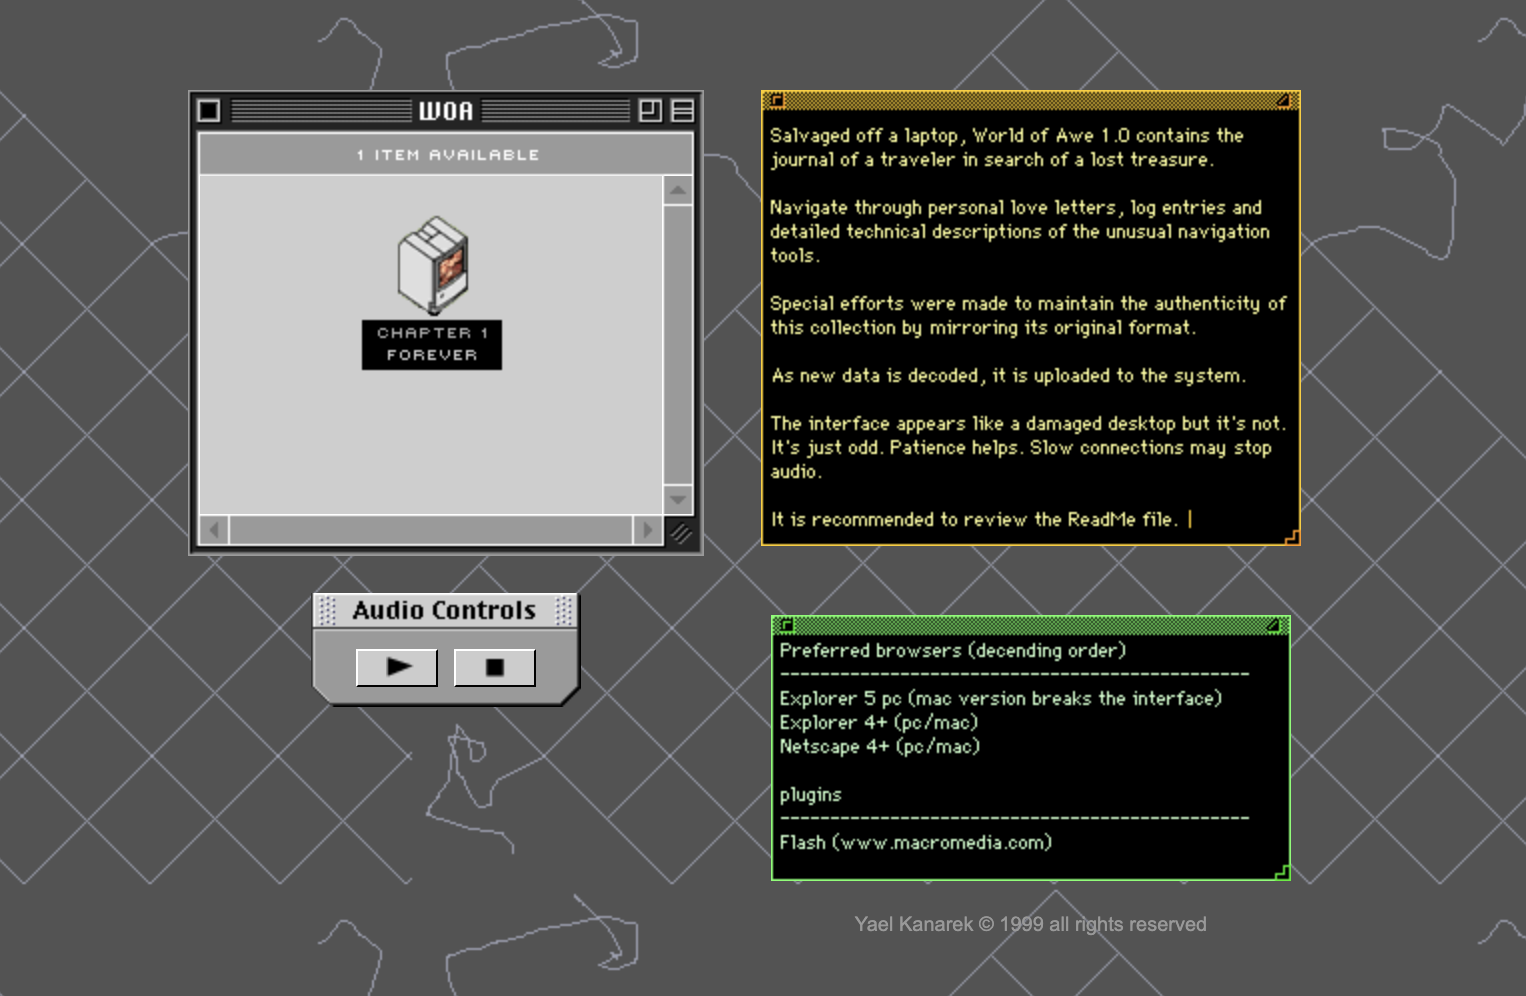 WOA
1 ITEM AVAILABLE
CHAPTER 1
FOREVER
Audio Controls
Salvaged off a laptop, World of Awe 1.0 contains the
journal of a traveler in search of a lost treasure.
Navigate through personal love letters, log entries and
detailed technical descriptions of the unusual navigation
tools.
Special efforts were made to maintain the authenticity of
this collection by mirroring its original format.
As new data is decoded, it is uploaded to the system.
The interface appears like a damaged desktop but it's not.
It's just odd. Patience helps. Slow connections may stop
audio.
It is recommended to review the ReadMe file. |
Preferred browsers (decending order)
-----------------------------------------------
Explorer 5 pc (mac version breaks the interface)
Explorer 4+ (pc/mac)
Netscape 4+ (pc/mac)
plugins
-----------------------------------------------
Flash (www.macromedia.com)
Yael Kanarek © 1999 all rights reserved